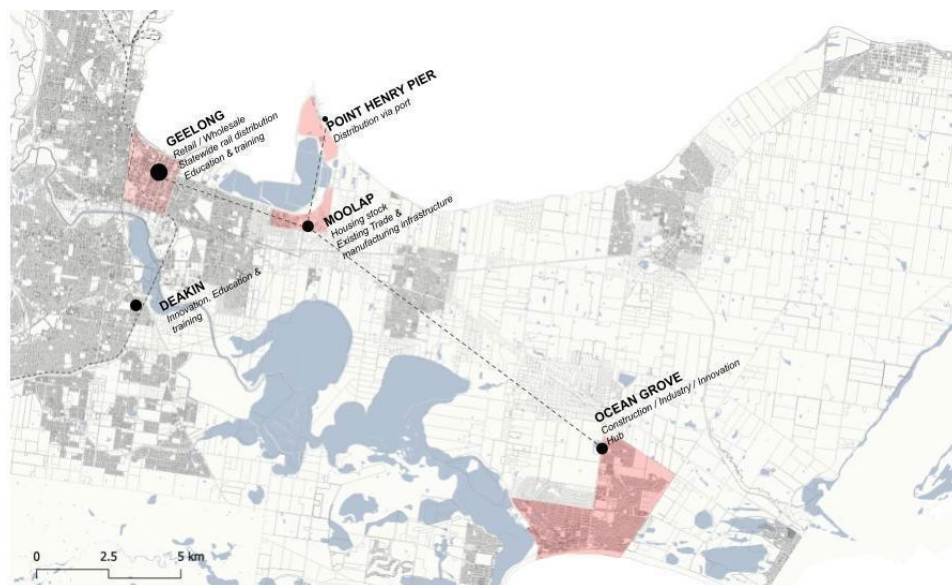 GEELONG
Retail / Wholesale
Statewide rail distribution
Education & training
POINT HENRY PIER
Distribution via port
MOOLAP
Housing stock
Existing Trade &
manufacturing infrastructure
DEAKIN
Innovation, Education &
training
OCEAN GROVE
Construction / Industry / Innovation
Hub
0 2.5 5 km